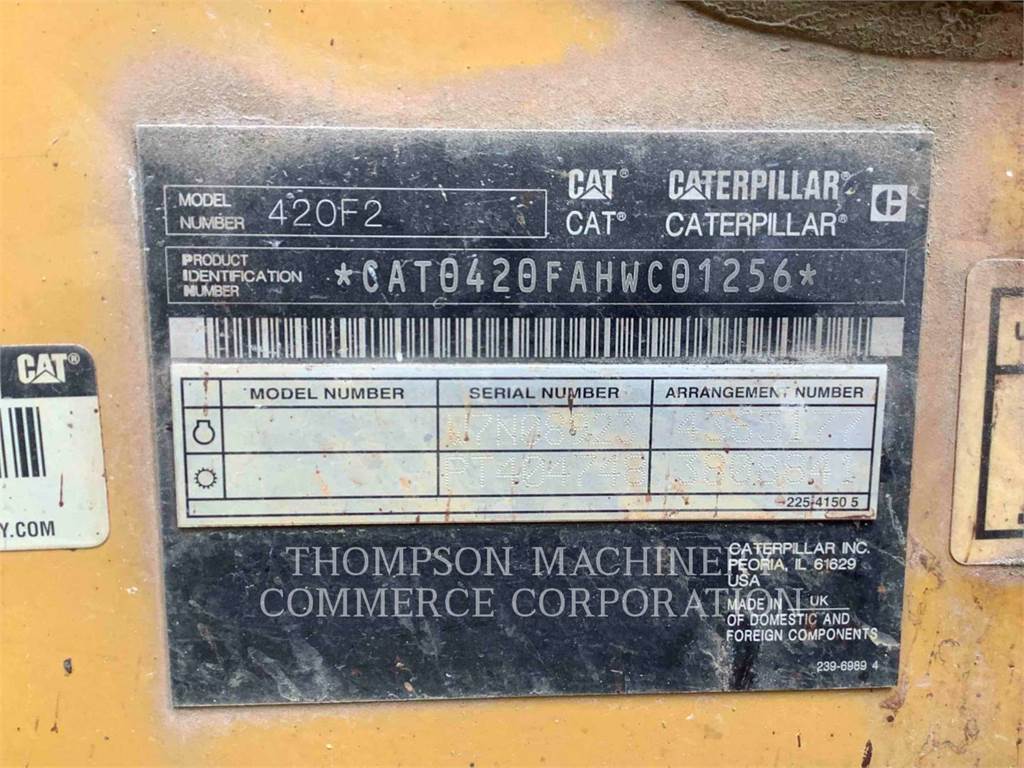 CAT® CATERPILLAR®
MODEL NUMBER 420F2
CAT® CATERPILLAR®
PRODUCT IDENTIFICATION NUMBER *CAT0420FAHWC01256*
CAT®
MODEL NUMBER SERIAL NUMBER ARRANGEMENT NUMBER
225-4150 5
Y.COM
THOMPSON MACHINE
COMMERCE CORPORATION
CATERPILLAR INC.
PEORIA, IL 61629
USA
MADE IN UK
OF DOMESTIC AND
FOREIGN COMPONENTS
239-6989 4